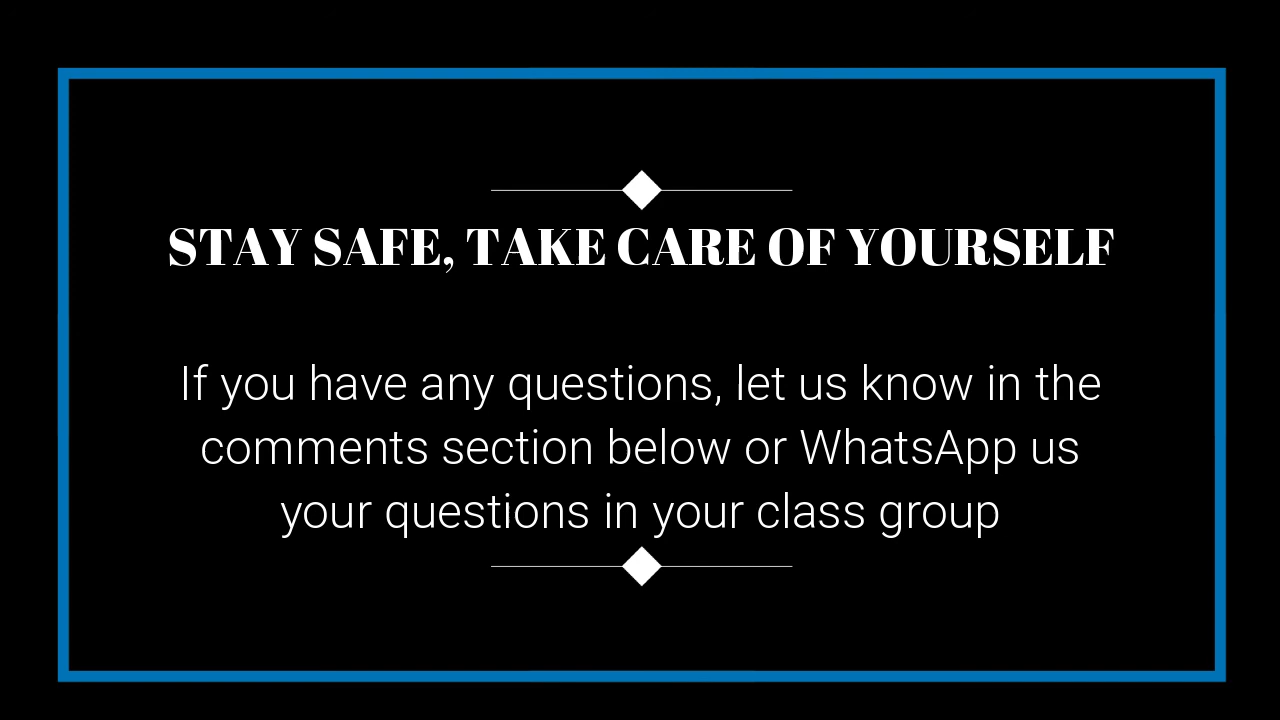 STAY SAFE, TAKE CARE OF YOURSELF
If you have any questions, let us know in the
comments section below or WhatsApp us
your questions in your class group